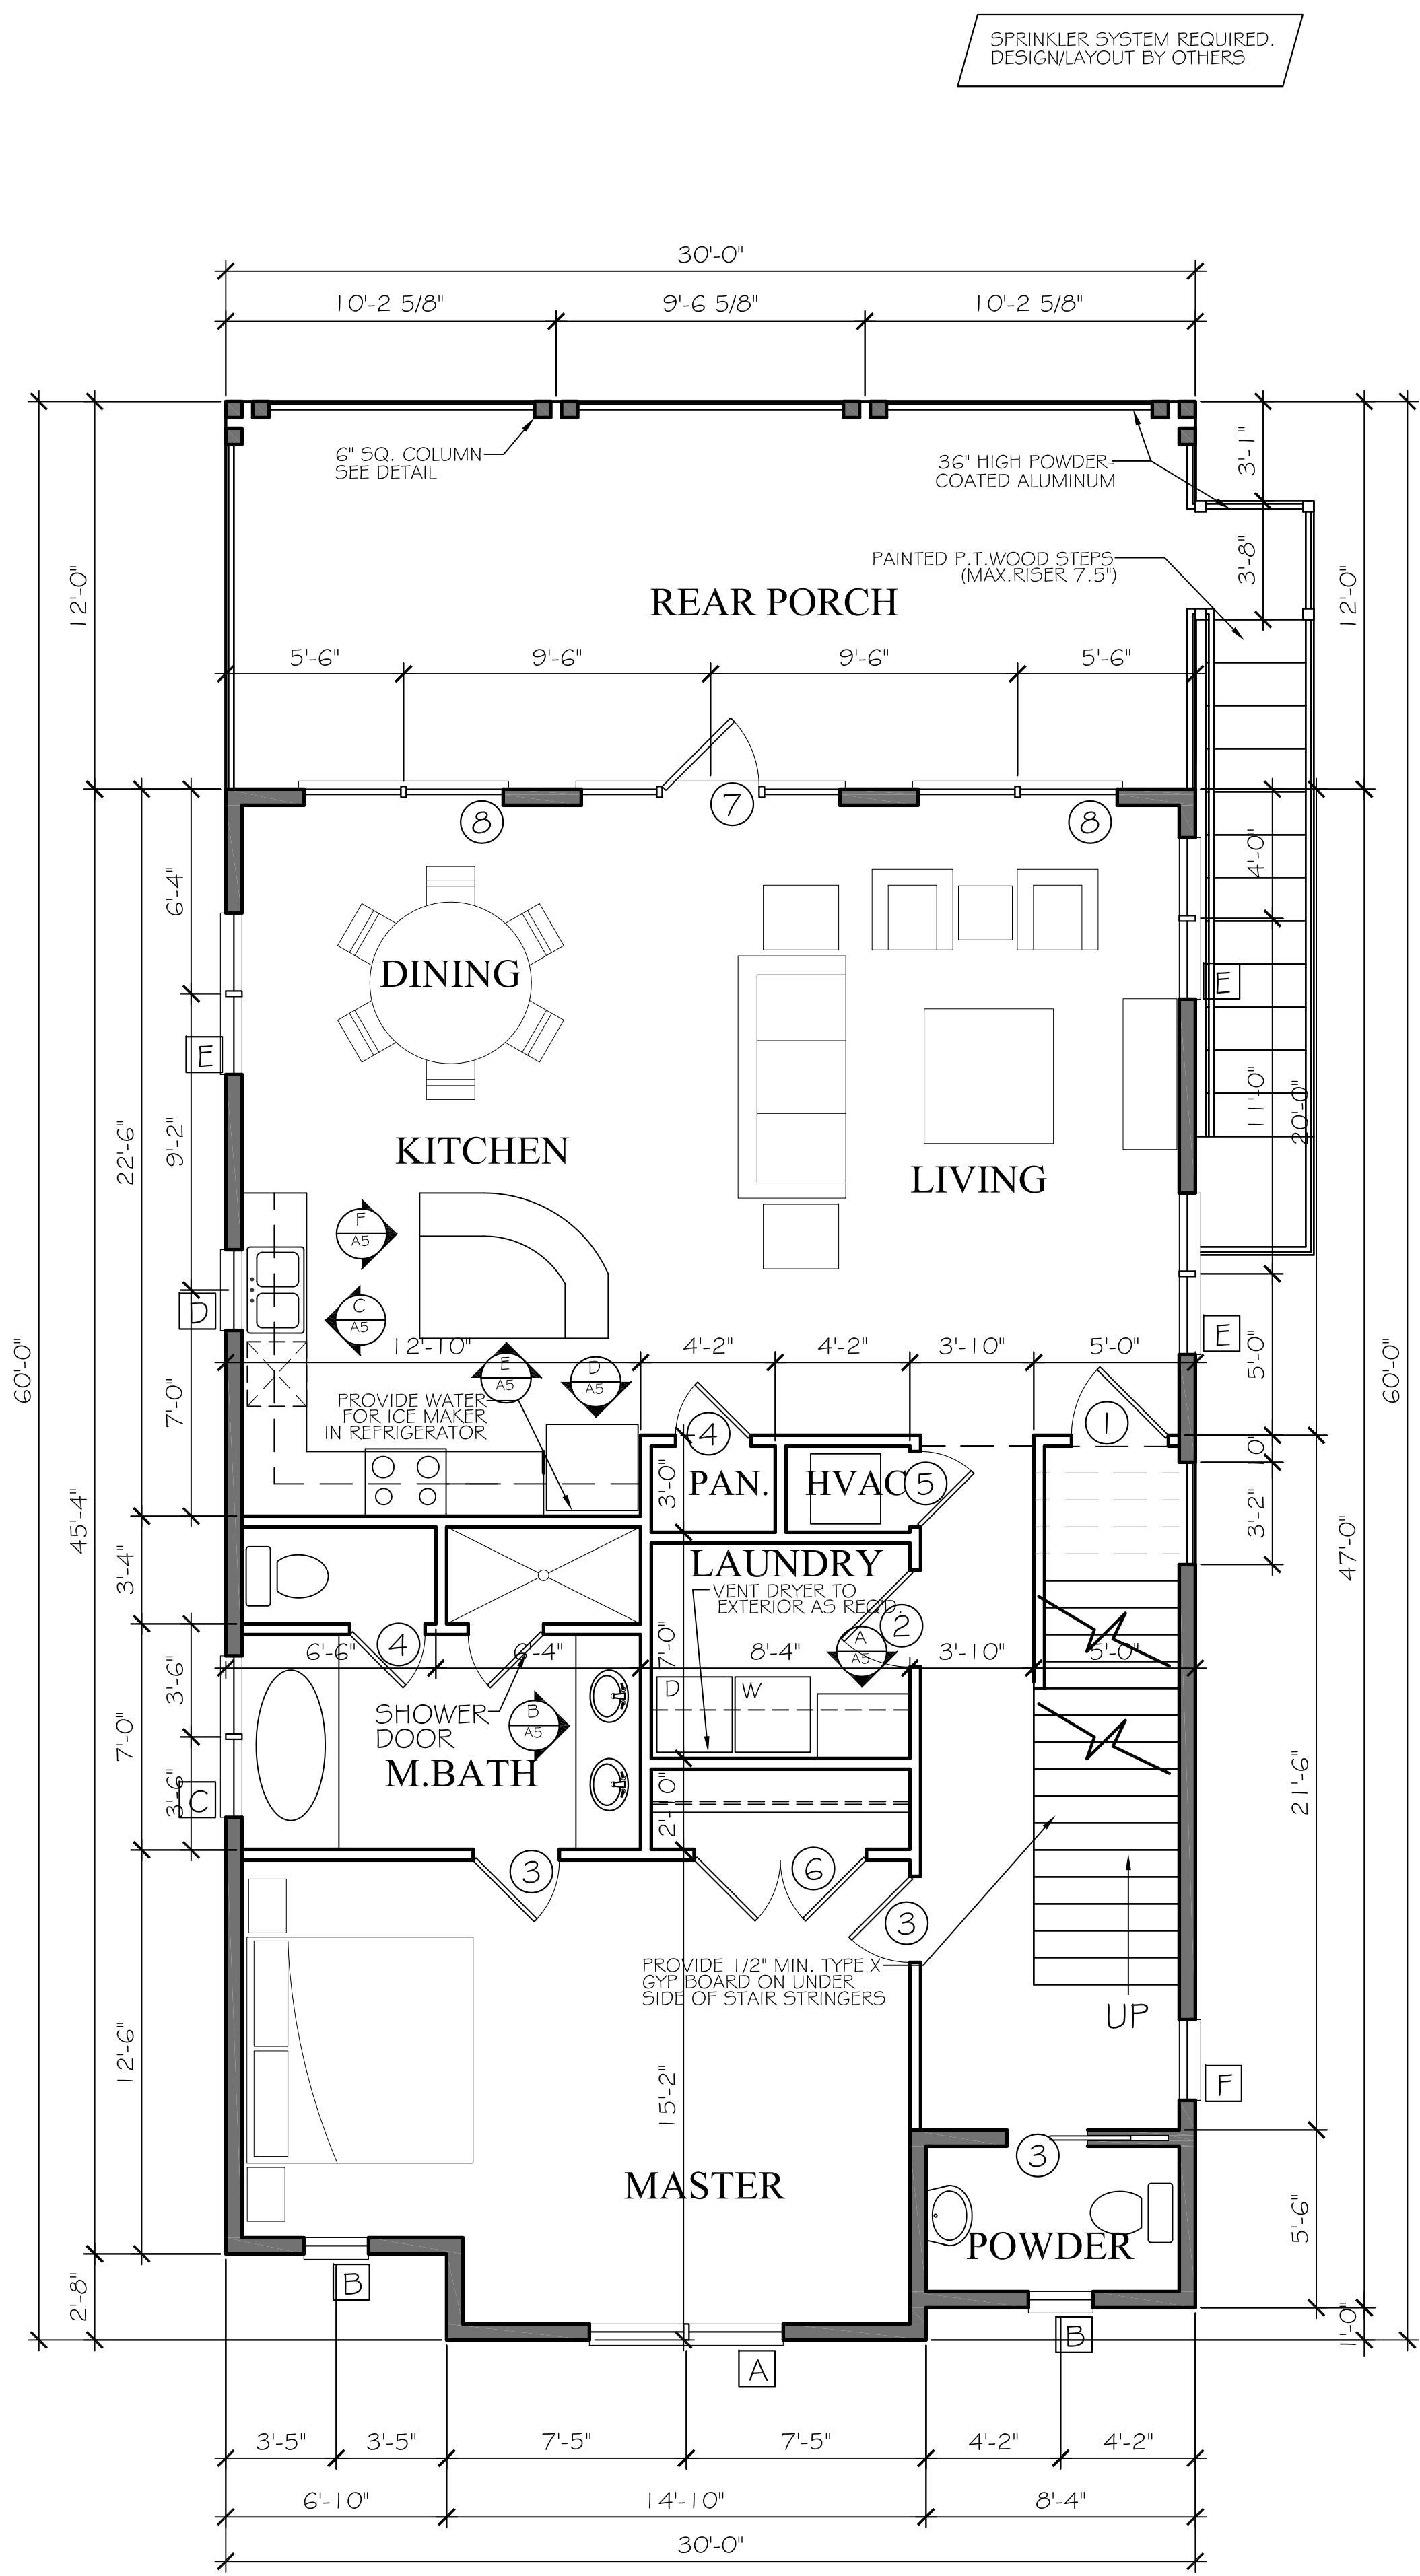 SPRINKLER SYSTEM REQUIRED.
DESIGN/LAYOUT BY OTHERS
30'-0"
10'-2 5/8" 9'-6 5/8" 10'-2 5/8"
6" SQ. COLUMN
SEE DETAIL
36" HIGH POWDER-
COATED ALUMINUM
3'-1"
PAINTED P.T.WOOD STEPS
(MAX.RISER 7.5")
3'-8"
12'-0"
12'-0"
REAR PORCH
5'-6" 9'-6" 9'-6" 5'-6"
8
7
8
6'-4"
4'-0"
DINING
E
E
9'-2"
22'-6"
11'-0"
20'-0"
KITCHEN
LIVING
F
A5
C
A5
D
E
60'-0"
60'-0"
12'-10" 4'-2" 4'-2" 3'-10" 5'-0"
5'-0"
E
A5
D
A5
7'-0"
PROVIDE WATER
FOR ICE MAKER
IN REFRIGERATOR
4
1
1'-0"
3'-0"
PAN.
HVAC
5
3'-2"
45'-4"
47'-0"
3'-4"
LAUNDRY
VENT DRYER TO
EXTERIOR AS REQ'D.
2
4
A
A5
6'-6" 6'-4" 8'-4" 3'-10" 5'-0"
7'-0"
3'-6"
7'-0"
D
W
SHOWER
DOOR
B
A5
M.BATH
3'-6"
C
2'-10"
21'-6"
3
6
3
PROVIDE 1/2" MIN. TYPE X
GYP BOARD ON UNDER
SIDE OF STAIR STRINGERS
UP
12'-6"
15'-2"
F
3
MASTER
POWDER
5'-6"
B
2'-8"
B
1'-0"
A
3'-5" 3'-5" 7'-5" 7'-5" 4'-2" 4'-2"
6'-10" 14'-10" 8'-4"
30'-0"